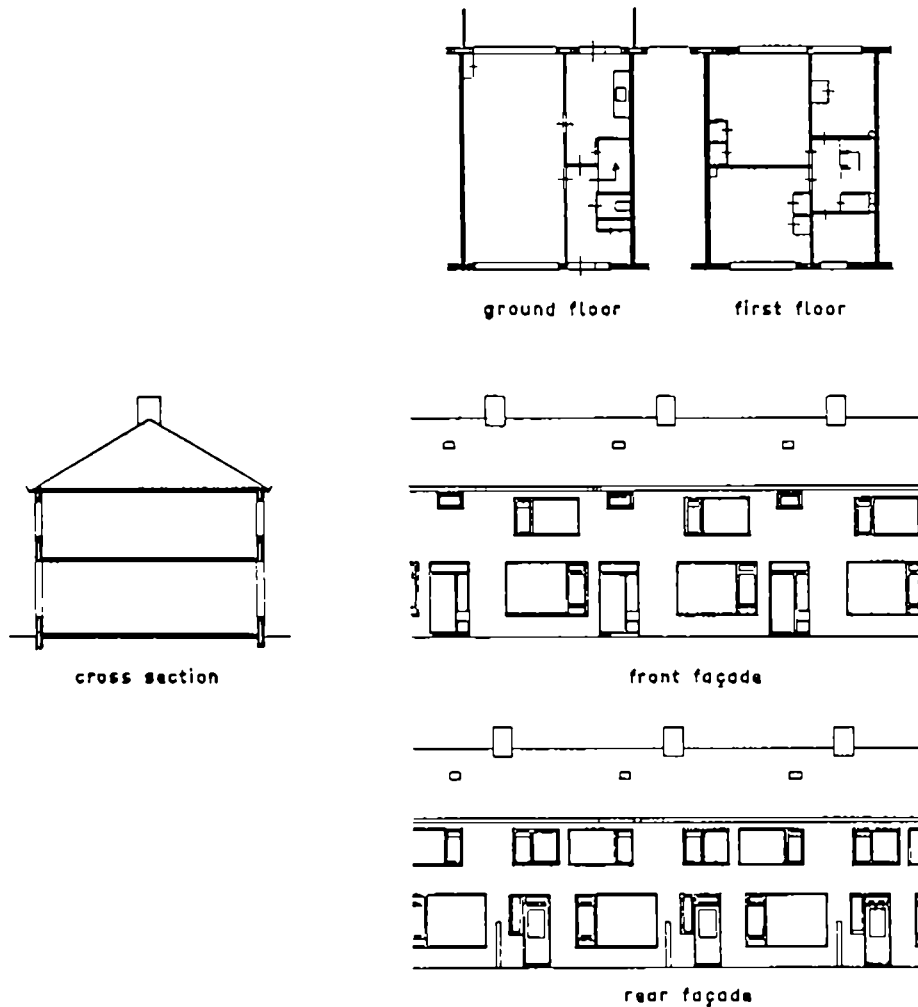 ground floor
first floor
cross section
front façade
rear façade